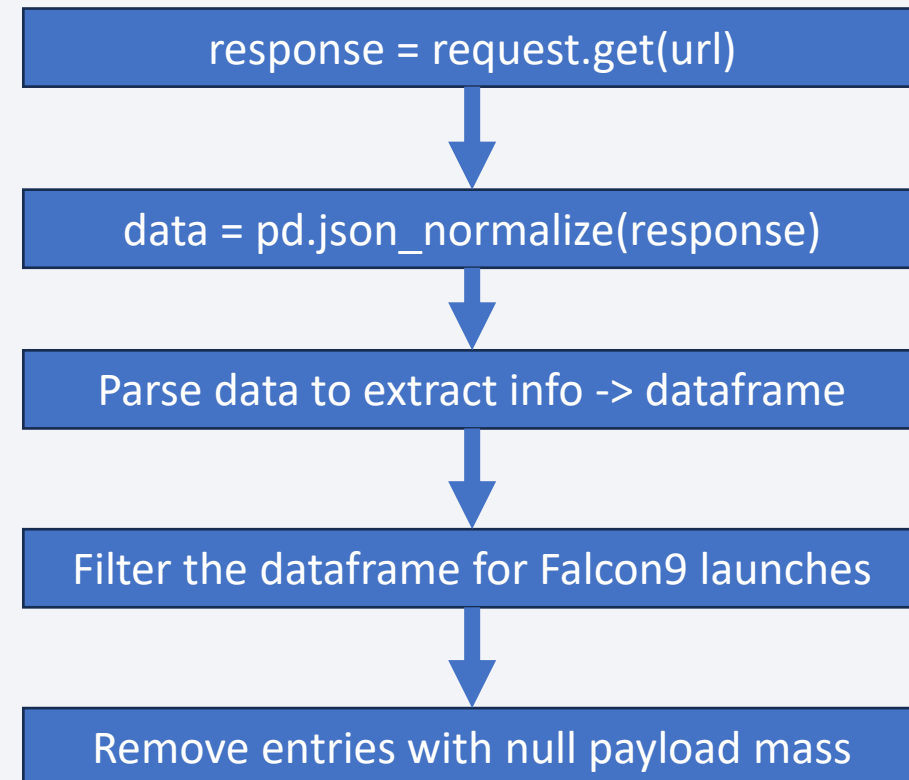 response = request.get(url)
data = pd.json_normalize(response)
Parse data to extract info -> dataframe
Filter the dataframe for Falcon9 launches
Remove entries with null payload mass